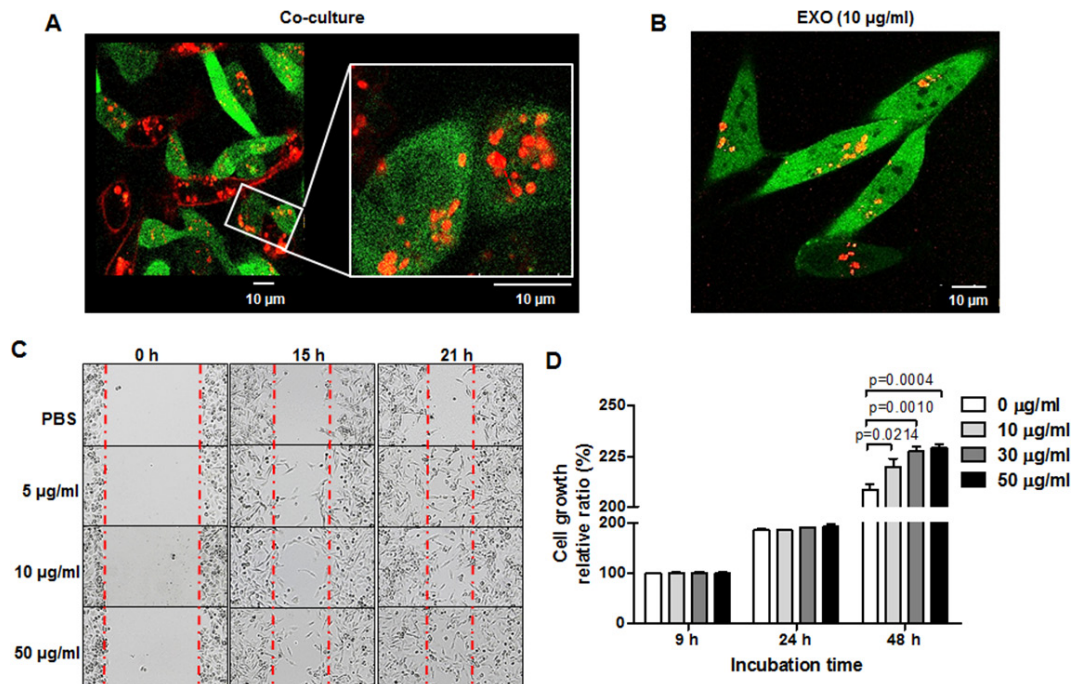 A
Co-culture
10 µm
10 µm
B
EXO (10 µg/ml)
10 µm
C
0 h
15 h
21 h
PBS
5 µg/ml
10 µg/ml
50 µg/ml
D
Cell growth
relative ratio (%)
250
225
200
200
100
0
p=0.0004
p=0.0010
p=0.0214
0 µg/ml
10 µg/ml
30 µg/ml
50 µg/ml
9 h
24 h
48 h
Incubation time